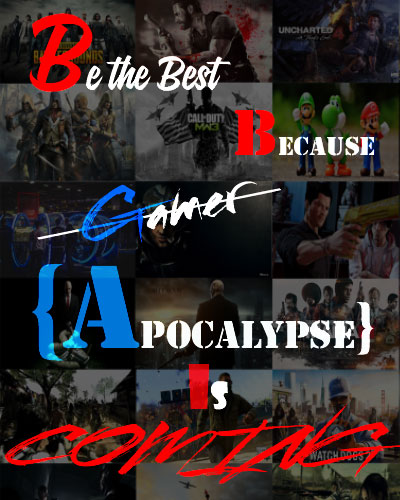 Be the Best
UNCHARTED
CALL OF DUTY
MW3
Because
Gamer
{Apocalypse}
Is
COMING
WATCH DOGS